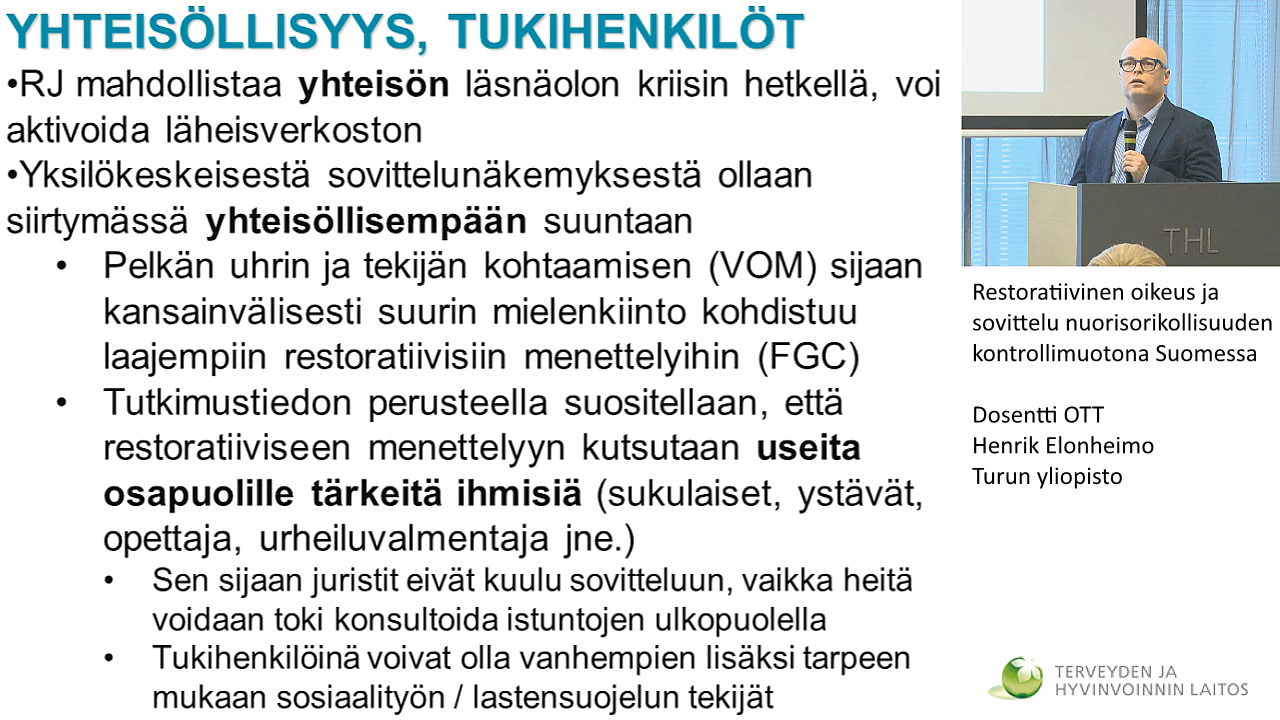 YHTEISÖLLISYYS, TUKIHENKILÖT
•RJ mahdollistaa yhteisön läsnäolon kriisin hetkellä, voi
aktivoida läheisverkoston
•Yksilökeskeisestä sovittelunäkemyksestä ollaan
siirtymässä yhteisöllisempään suuntaan
• Pelkän uhrin ja tekijän kohtaamisen (VOM) sijaan
kansainvälisesti suurin mielenkiinto kohdistuu
laajempiin restoratiivisiin menettelyihin (FGC)
• Tutkimustiedon perusteella suositellaan, että
restoratiiviseen menettelyyn kutsutaan useita
osapuolille tärkeitä ihmisiä (sukulaiset, ystävät,
opettaja, urheiluvalmentaja jne.)
• Sen sijaan juristit eivät kuulu sovitteluun, vaikka heitä
voidaan toki konsultoida istuntojen ulkopuolella
• Tukihenkilöinä voivat olla vanhempien lisäksi tarpeen
mukaan sosiaalityön / lastensuojelun tekijät
THL
Restoratiivinen oikeus ja
sovittelu nuorisorikollisuuden
kontrollimuotona Suomessa
Dosentti OTT
Henrik Elonheimo
Turun yliopisto
TERVEYDEN JA
HYVINVOINNIN LAITOS